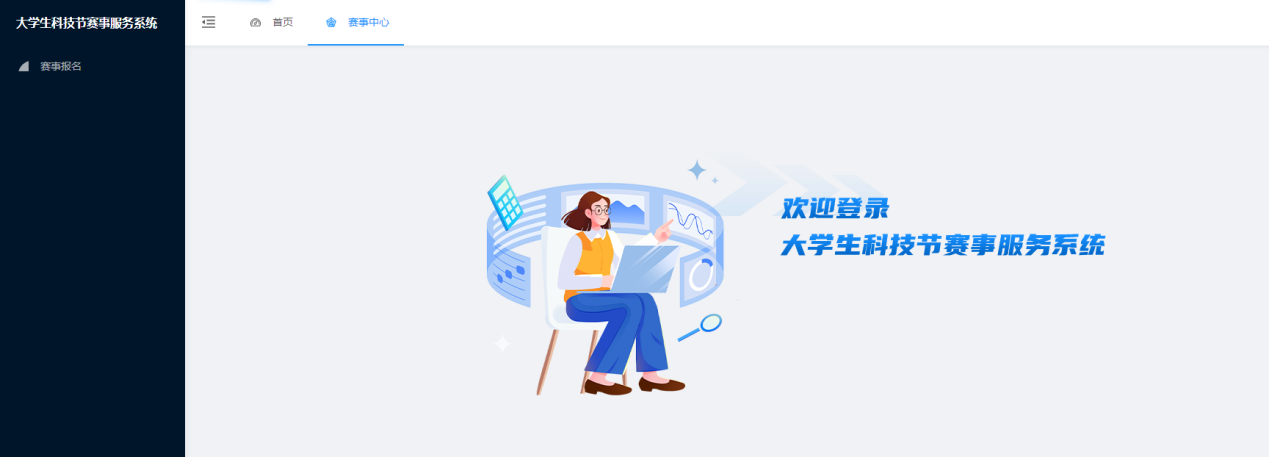 大学生科技节赛事服务系统
首页
赛事中心
赛事报名
欢迎登录
大学生科技节赛事服务系统